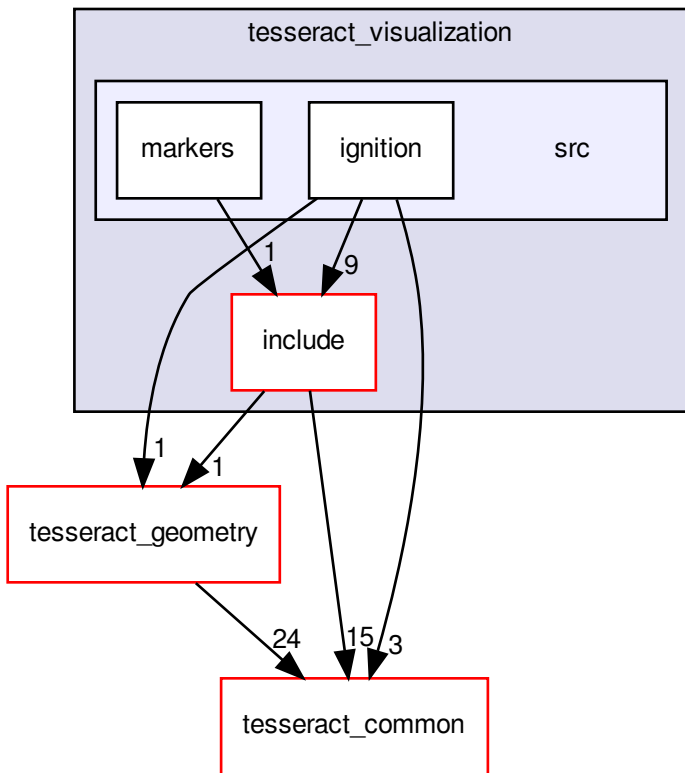 tesseract_visualization
markers
ignition
src
1
9
include
1
1
tesseract_geometry
24
15
3
tesseract_common